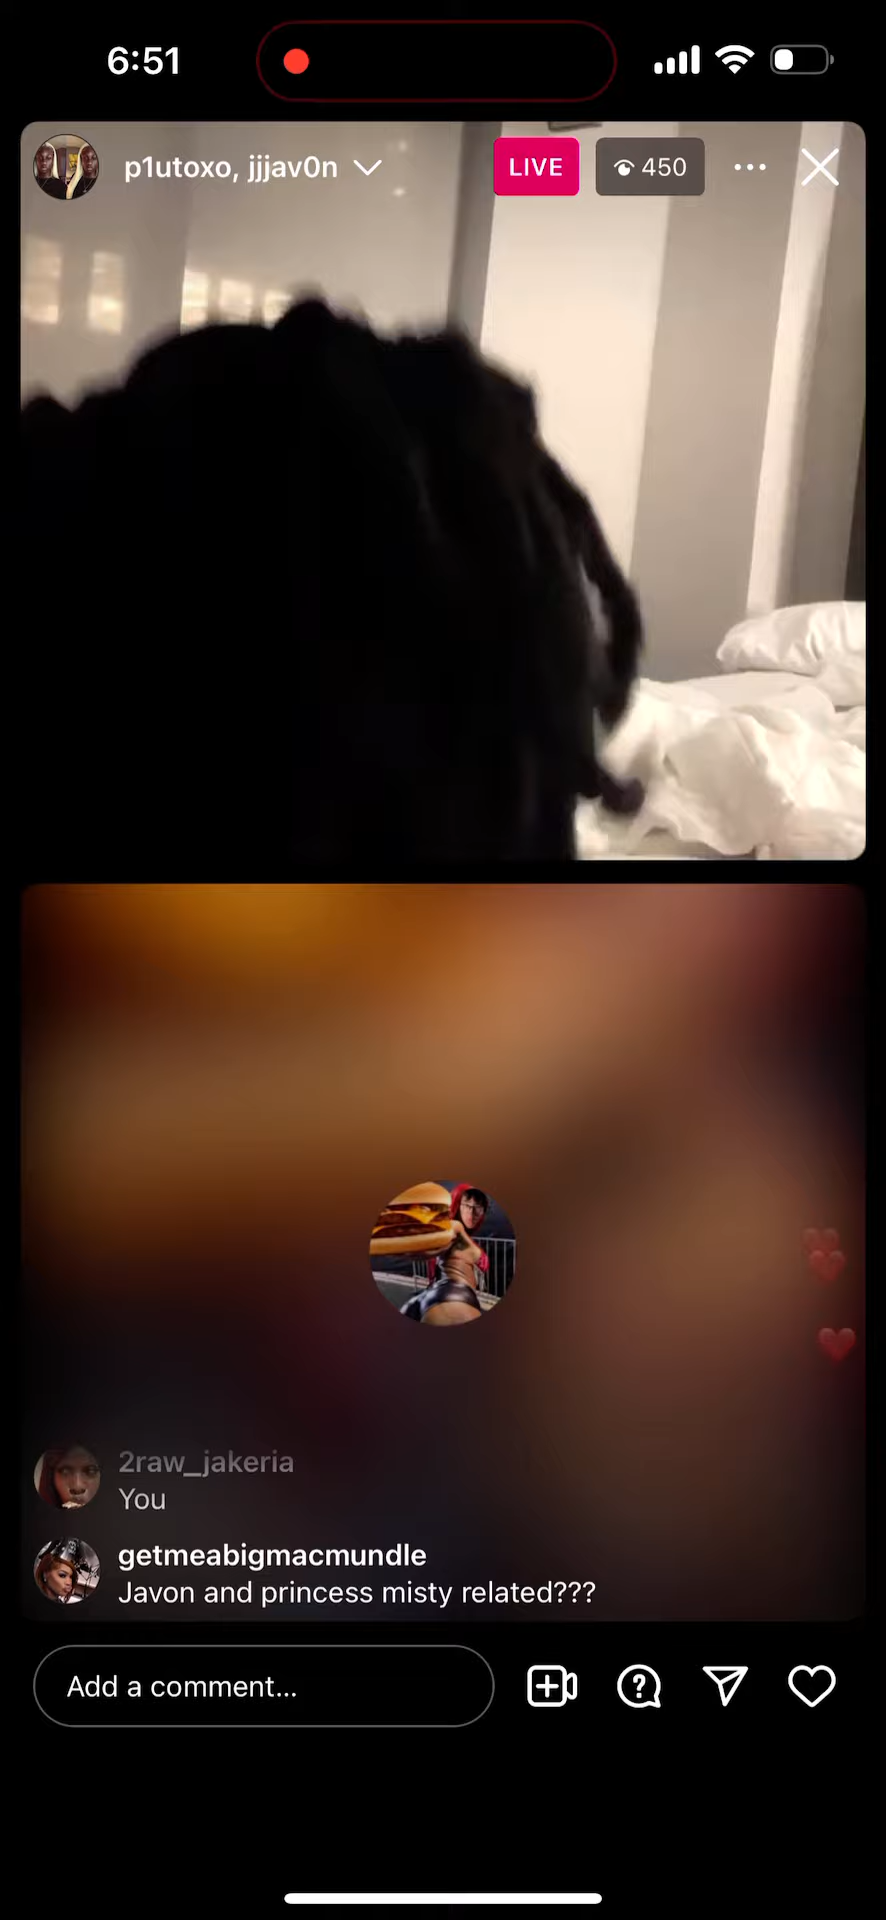 6:51
p1utoxo, jjjav0n
LIVE
450
2raw_jakeria
You
getmeabigmacmundle
Javon and princess misty related???
Add a comment...